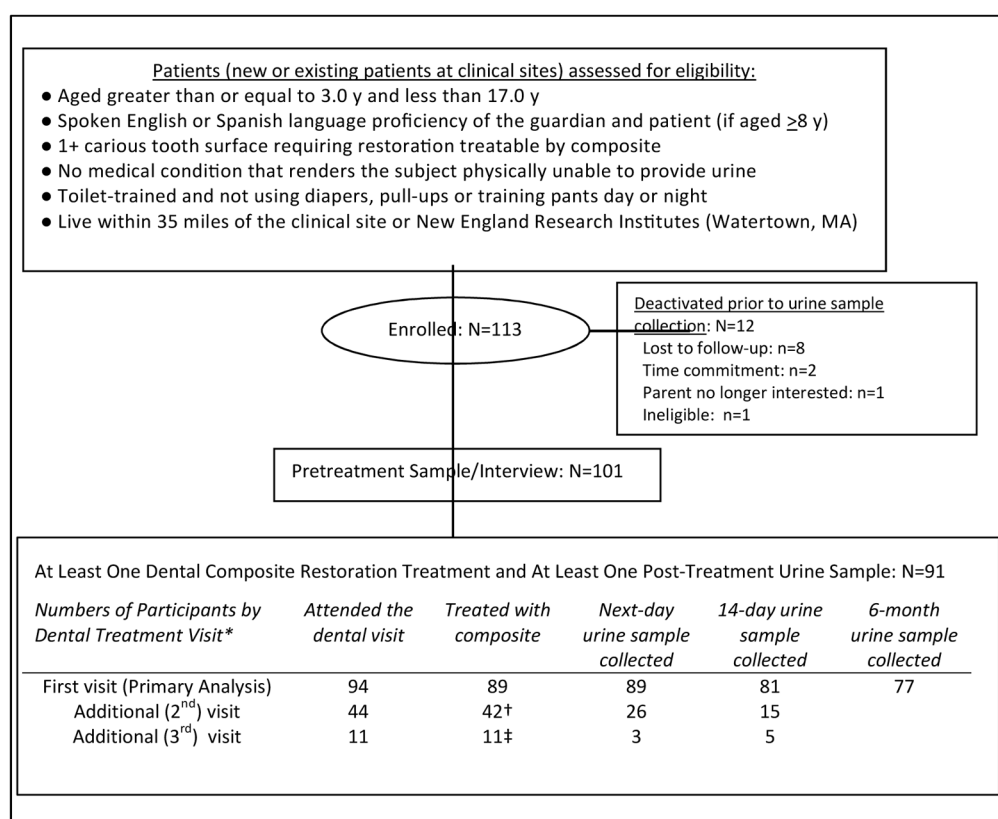 Patients (new or existing patients at clinical sites) assessed for eligibility:
● Aged greater than or equal to 3.0 y and less than 17.0 y
● Spoken English or Spanish language proficiency of the guardian and patient (if aged ≥8 y)
● 1+ carious tooth surface requiring restoration treatable by composite
● No medical condition that renders the subject physically unable to provide urine
● Toilet-trained and not using diapers, pull-ups or training pants day or night
● Live within 35 miles of the clinical site or New England Research Institutes (Watertown, MA)
Enrolled: N=113
Deactivated prior to urine sample
collection: N=12
Lost to follow-up: n=8
Time commitment: n=2
Parent no longer interested: n=1
Ineligible: n=1
Pretreatment Sample/Interview: N=101
At Least One Dental Composite Restoration Treatment and At Least One Post-Treatment Urine Sample: N=91
Numbers of Participants by Attended the Treated with Next-day 14-day urine 6-month
Dental Treatment Visit* dental visit composite urine sample sample urine sample
collected collected collected
First visit (Primary Analysis) 94 89 89 81 77
Additional (2nd) visit 44 42† 26 15
Additional (3rd) visit 11 11‡ 3 5